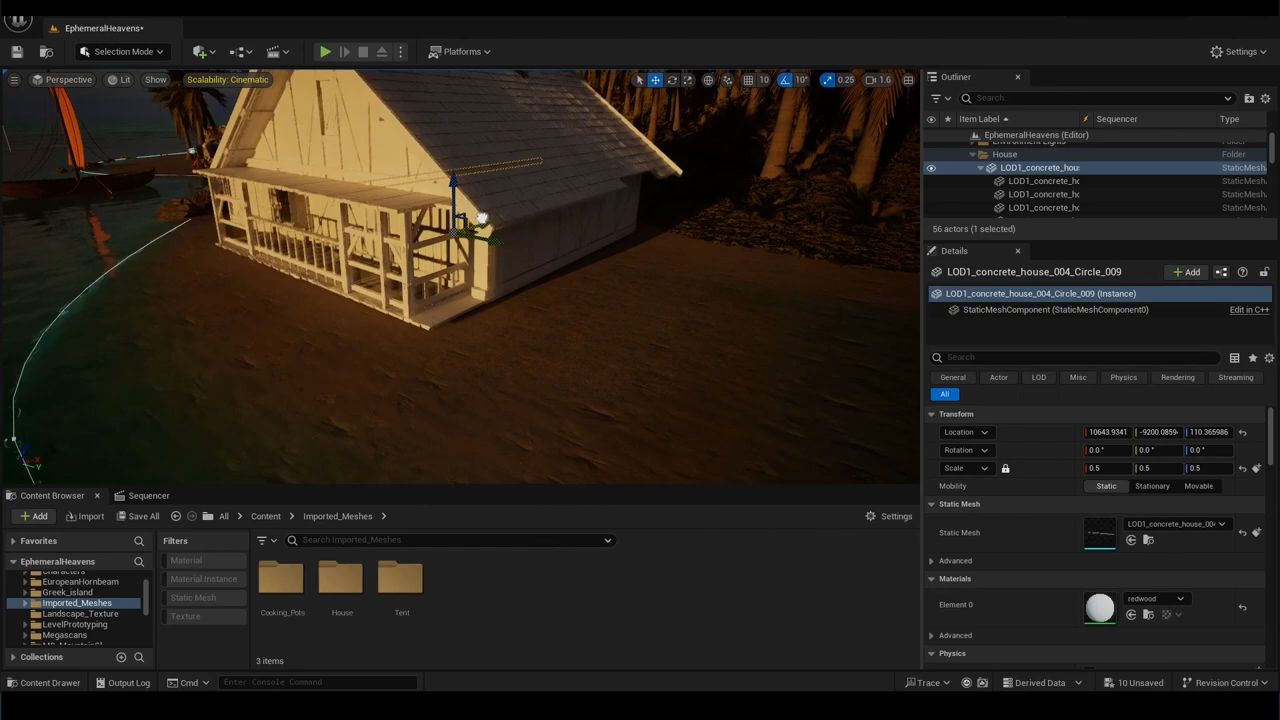 EphemeralHeavens*
Selection Mode
Platforms
Settings
Perspective
Lit
Show
Scalability: Cinematic
10
10°
0.25
1.6
Outliner
Search...
Item Label
Sequencer
Type
EphemeralHeavens (Editor)
House
Folder
LOD1_concrete_hou
StaticMesh
LOD1_concrete_hc
StaticMesh
LOD1_concrete_hc
StaticMesh
LOD1_concrete_hc
StaticMesh
56 actors (1 selected)
Details
LOD1_concrete_house_004_Circle_009
Add
LOD1_concrete_house_004_Circle_009 (Instance)
StaticMeshComponent (StaticMeshComponent0)
Edit in C++
Search
General
Actor
LOD
Misc
Physics
Rendering
Streaming
All
Transform
Location
10643.9341
-9200.0859
110.365986
Rotation
0.0 °
0.0 °
0.0 °
Scale
0.5
0.5
0.5
Mobility
Static
Stationary
Movable
Static Mesh
Static Mesh
LOD1_concrete_house_004
Advanced
Materials
Element 0
redwood
Advanced
Physics
X
Y
Content Browser
Sequencer
Add
Import
Save All
All
Content
Imported_Meshes
Settings
Favorites
EphemeralHeavens
EuropeanHornbeam
Greek_island
Imported_Meshes
Landscape_Texture
LevelPrototyping
Megascans
Collections
Filters
Material
Material Instance
Static Mesh
Texture
Search Imported_Meshes
Cooking_Pots
House
Tent
3 items
Content Drawer
Output Log
Cmd
Enter Console Command
Trace
Derived Data
10 Unsaved
Revision Control